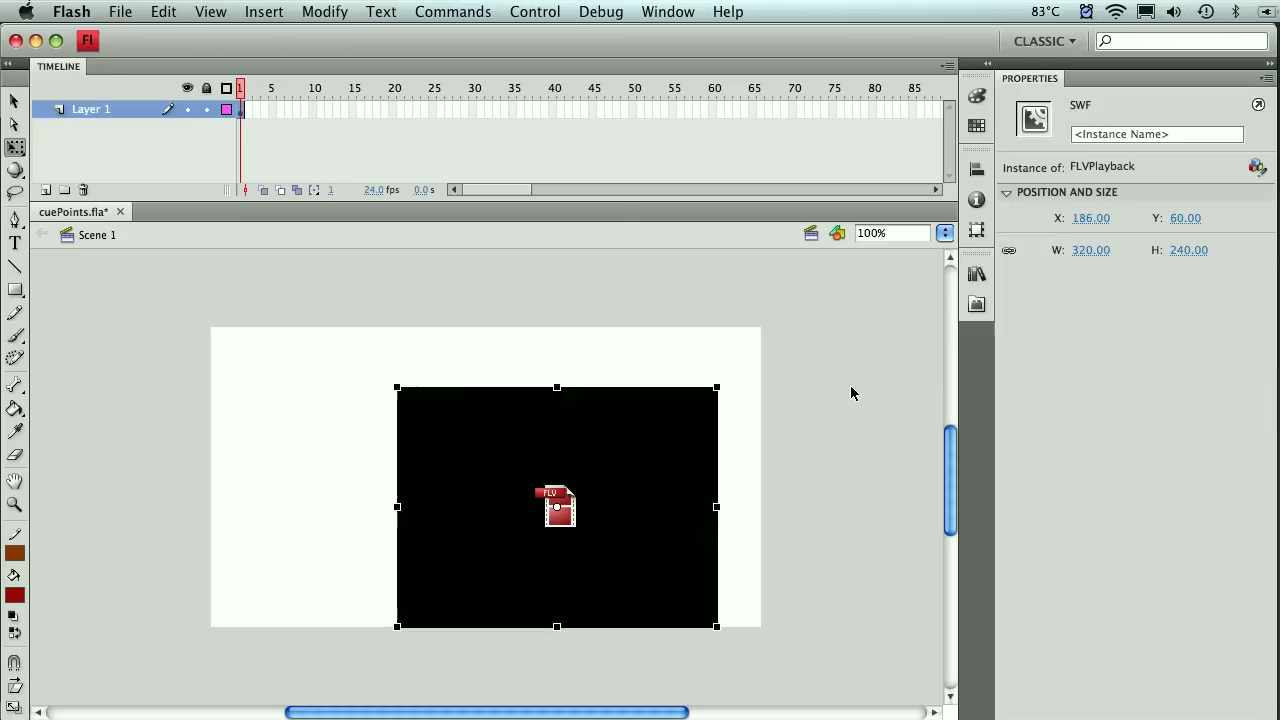 Flash File Edit View Insert Modify Text Commands Control Debug Window Help 83°C
Fl CLASSIC
TIMELINE
1 5 10 15 20 25 30 35 40 45 50 55 60 65 70 75 80 85
Layer 1
1 24.0 fps 0.0 s
cuePoints.fla*
Scene 1 100%
FLV
PROPERTIES
SWF
<Instance Name>
Instance of: FLVPlayback
POSITION AND SIZE
X: 186.00 Y: 60.00
W: 320.00 H: 240.00